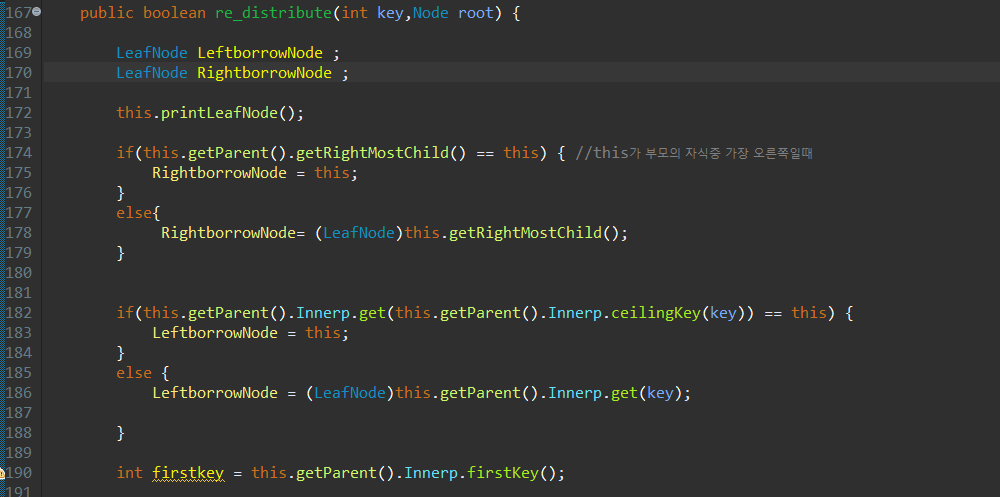 167 public boolean re_distribute(int key,Node root) {
168
169 LeafNode LeftborrowNode ;
170 LeafNode RightborrowNode ;
171
172 this.printLeafNode();
173
174 if(this.getParent().getRightMostChild() == this) { //this가 부모의 자식중 가장 오른쪽일때
175 RightborrowNode = this;
176 }
177 else{
178 RightborrowNode= (LeafNode)this.getRightMostChild();
179 }
180
181
182 if(this.getParent().Innerp.get(this.getParent().Innerp.ceilingKey(key)) == this) {
183 LeftborrowNode = this;
184 }
185 else {
186 LeftborrowNode = (LeafNode)this.getParent().Innerp.get(key);
187
188 }
189
190 int firstkey = this.getParent().Innerp.firstKey();
191